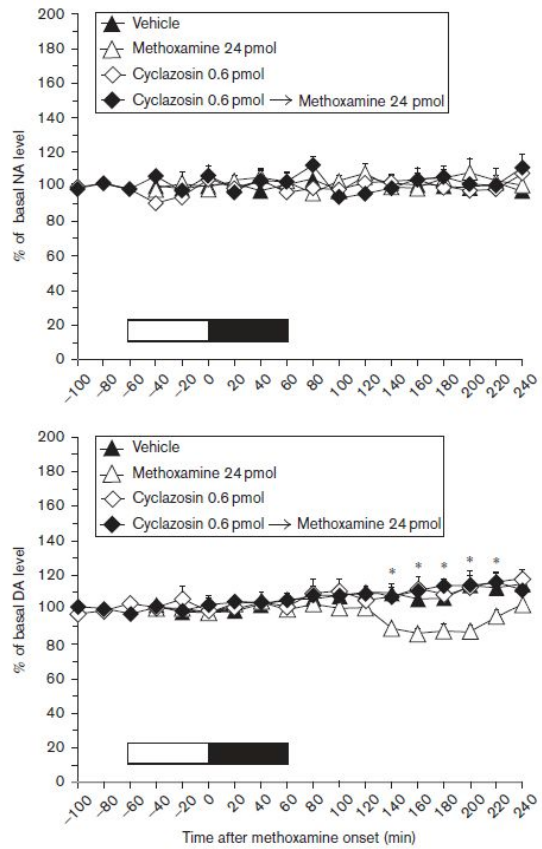 200
180
160
140
120
100
80
60
40
20
0
% of basal NA level
Vehicle
Methoxamine 24 pmol
Cyclazosin 0.6 pmol
Cyclazosin 0.6 pmol → Methoxamine 24 pmol
−100 −80 −60 −40 −20 0 20 40 60 80 100 120 140 160 180 200 220 240
200
180
160
140
120
100
80
60
40
20
0
% of basal DA level
Vehicle
Methoxamine 24 pmol
Cyclazosin 0.6 pmol
Cyclazosin 0.6 pmol → Methoxamine 24 pmol
* * * * *
−100 −80 −60 −40 −20 0 20 40 60 80 100 120 140 160 180 200 220 240
Time after methoxamine onset (min)